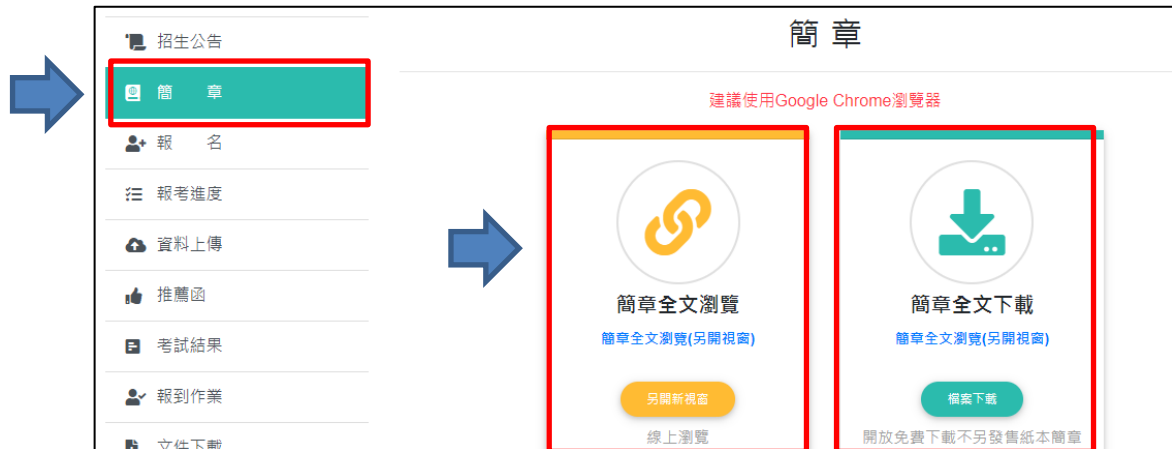 招生公告
簡 章
報 名
報考進度
資料上傳
推薦函
考試結果
報到作業
文件下載
簡 章
建議使用Google Chrome瀏覽器
簡章全文瀏覽
簡章全文瀏覽(另開視窗)
另開新視窗
線上瀏覽
簡章全文下載
簡章全文瀏覽(另開視窗)
檔案下載
開放免費下載不另發售紙本簡章